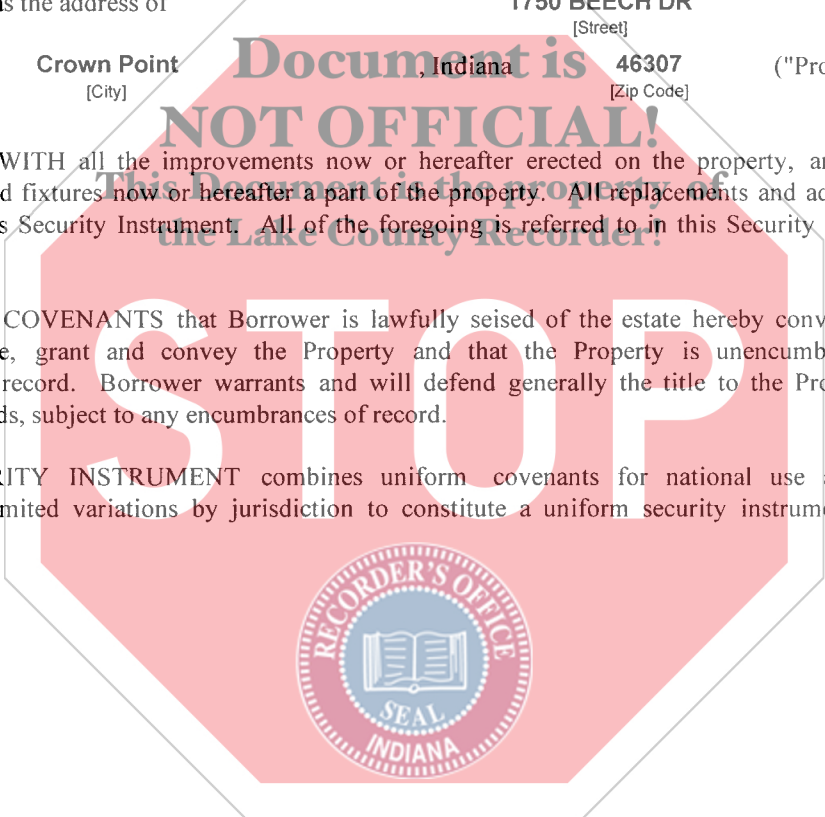 s the address of 1750 BEECH DR
[Street]
Crown Point , Indiana 46307 ("Pro
[City] [Zip Code]
Document is
NOT OFFICIAL!
This Document is the property of
the Lake County Recorder!
WITH all the improvements now or hereafter erected on the property, an
d fixtures now or hereafter a part of the property. All replacements and ad
s Security Instrument. All of the foregoing is referred to in this Security
COVENANTS that Borrower is lawfully seised of the estate hereby conv
e, grant and convey the Property and that the Property is unencumb
record. Borrower warrants and will defend generally the title to the Pro
ds, subject to any encumbrances of record.
RITY INSTRUMENT combines uniform covenants for national use a
mited variations by jurisdiction to constitute a uniform security instrume
STOP
RECORDER'S OFFICE
SEAL
INDIANA